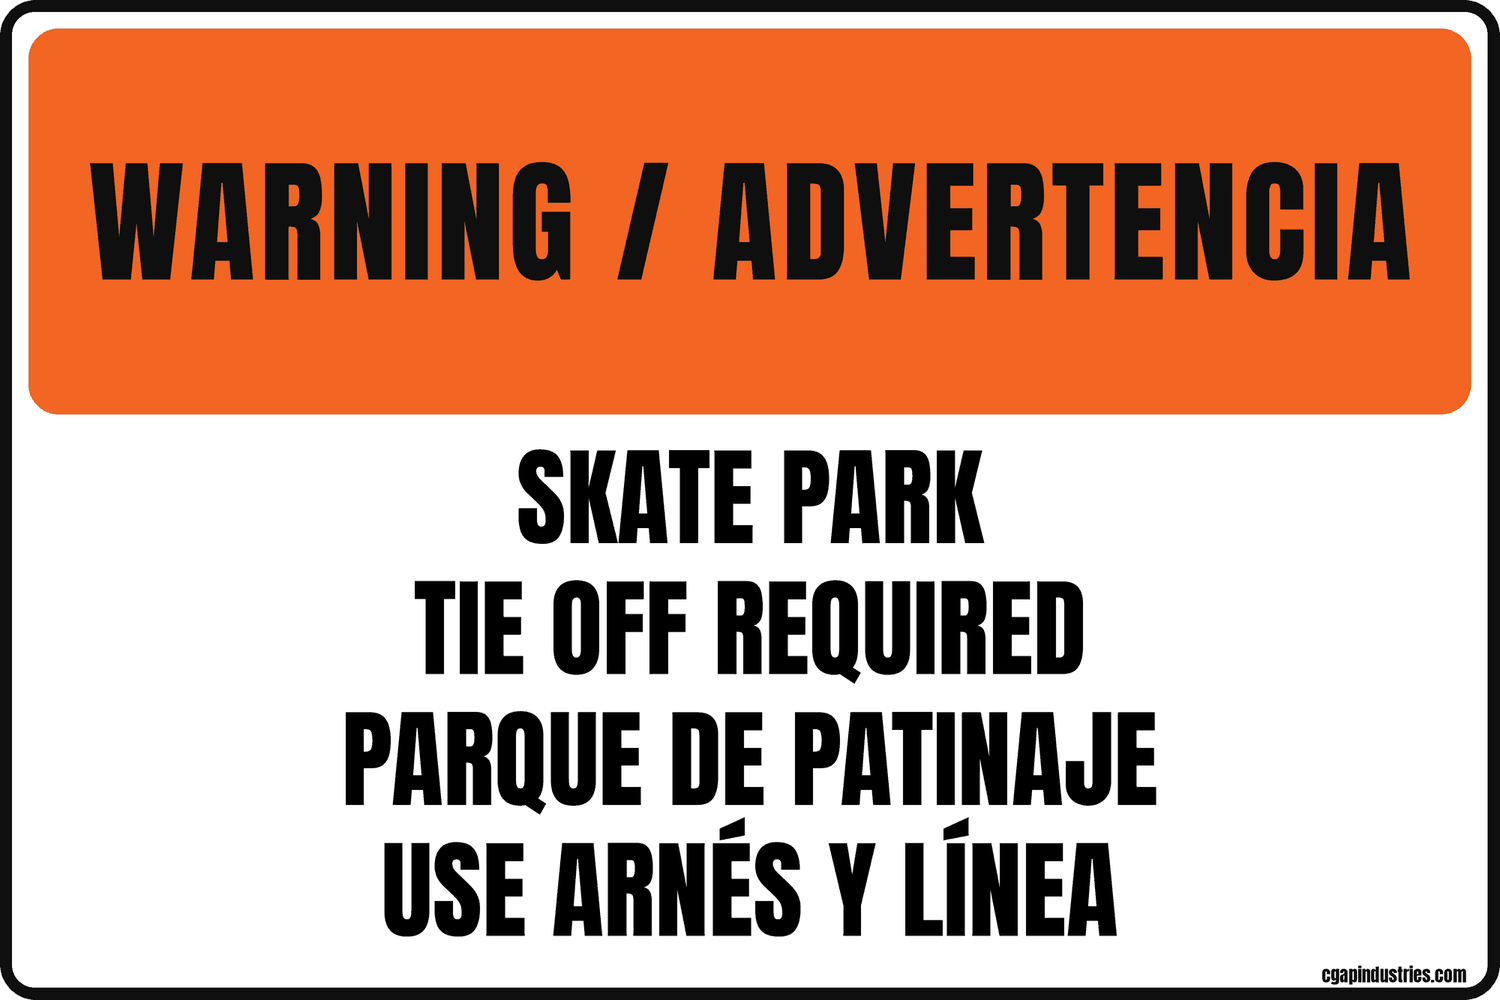 WARNING / ADVERTENCIA
SKATE PARK
TIE OFF REQUIRED
PARQUE DE PATINAJE
USE ARNÉS Y LÍNEA
cgapindustries.com